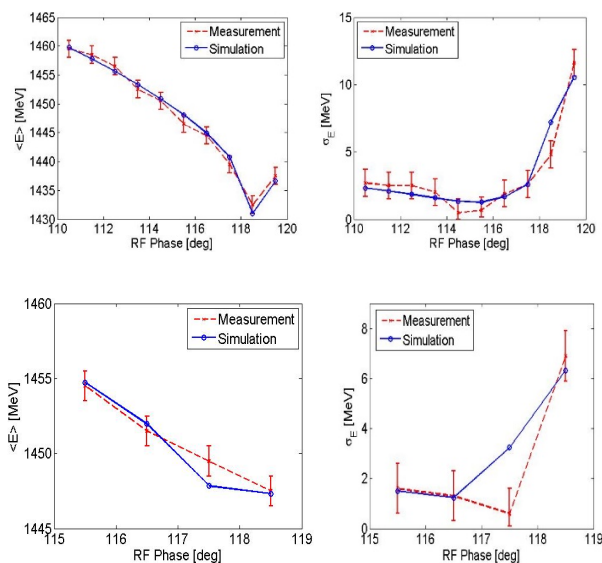 1465
1460
1455
1450
1445
1440
1435
1430
<E> [MeV]
Measurement
Simulation
110 112 114 116 118 120
RF Phase [deg]
15
10
5
0
σE [MeV]
Measurement
Simulation
110 112 114 116 118 120
RF Phase [deg]
1460
1455
1450
1445
<E> [MeV]
Measurement
Simulation
115 116 117 118 119
RF Phase [deg]
8
6
4
2
0
σE [MeV]
Measurement
Simulation
115 116 117 118 119
RF Phase [deg]